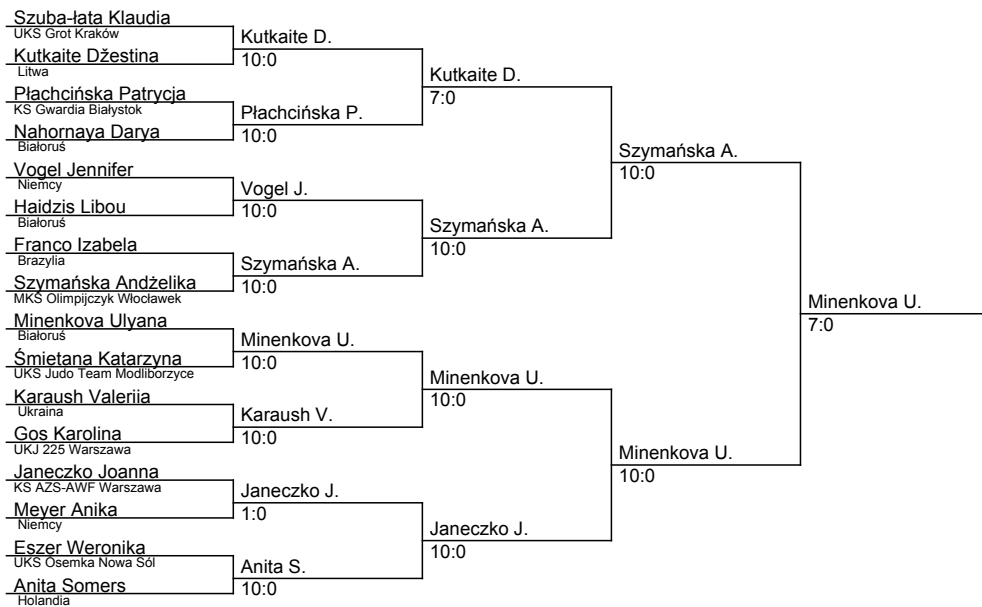 Szuba-łata Klaudia
UKS Grot Kraków
Kutkaite Džestina
Litwa
Płachcińska Patrycja
KS Gwardia Białystok
Nahornaya Darya
Białoruś
Vogel Jennifer
Niemcy
Haidzis Libou
Białoruś
Franco Izabela
Brazylia
Szymańska Andżelika
MKS Olimpijczyk Włocławek
Minenkova Ulyana
Białoruś
Śmietana Katarzyna
UKS Judo Team Modliborzyce
Karaush Valeriia
Ukraina
Gos Karolina
UKJ 225 Warszawa
Janeczko Joanna
KS AZS-AWF Warszawa
Meyer Anika
Niemcy
Eszer Weronika
UKS Ósemka Nowa Sól
Anita Somers
Holandia
Kutkaite D.
10:0
Płachcińska P.
10:0
Vogel J.
10:0
Szymańska A.
10:0
Minenkova U.
10:0
Karaush V.
10:0
Janeczko J.
1:0
Anita S.
10:0
Kutkaite D.
7:0
Szymańska A.
10:0
Minenkova U.
10:0
Janeczko J.
10:0
Szymańska A.
10:0
Minenkova U.
10:0
Minenkova U.
7:0